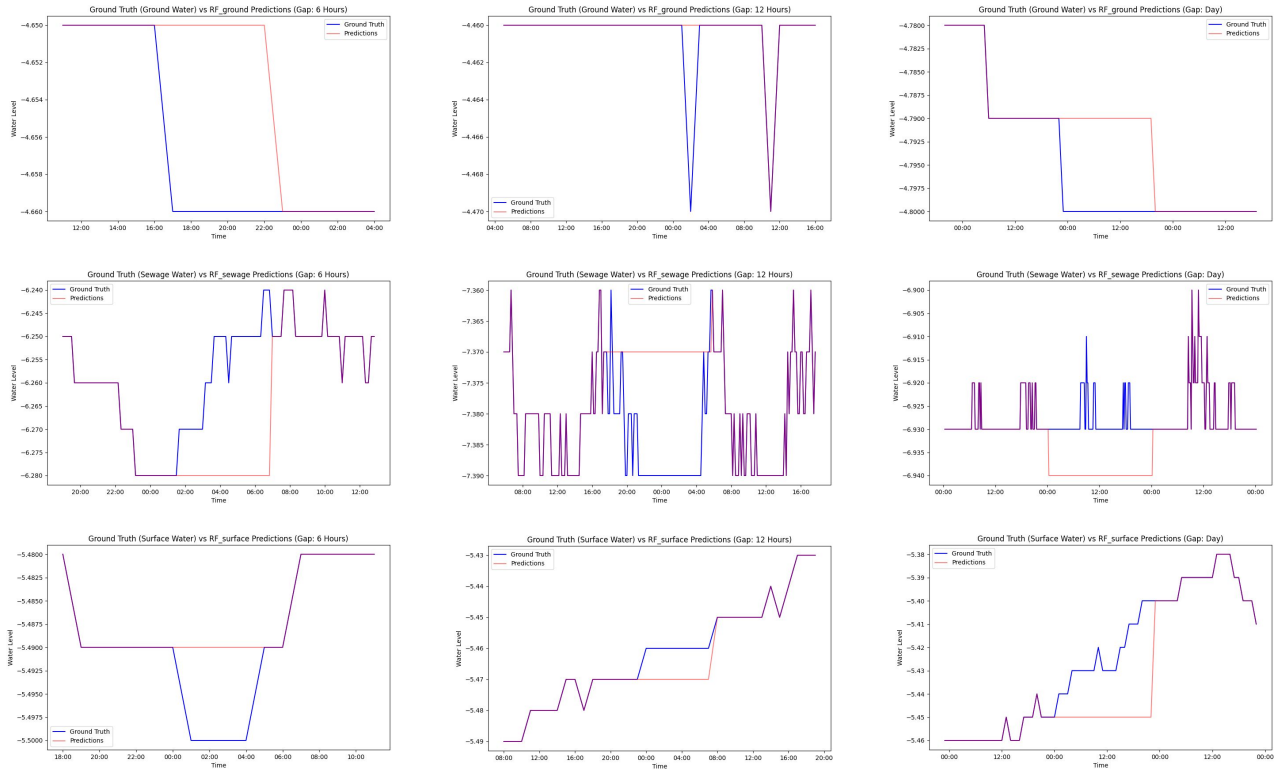 Ground Truth (Ground Water) vs RF_ground Predictions (Gap: 6 Hours)
Water Level
−4.650
−4.652
−4.654
−4.656
−4.658
−4.660
Ground Truth
Predictions
12:00 14:00 16:00 18:00 20:00 22:00 00:00 02:00 04:00
Time
Ground Truth (Ground Water) vs RF_ground Predictions (Gap: 12 Hours)
Water Level
−4.460
−4.462
−4.464
−4.466
−4.468
−4.470
Ground Truth
Predictions
04:00 06:00 08:00 10:00 12:00 14:00 16:00 18:00 20:00 22:00 00:00 02:00 04:00 06:00 08:00 10:00 12:00 14:00 16:00
Time
Ground Truth (Ground Water) vs RF_ground Predictions (Gap: Day)
Water Level
−4.7800
−4.7825
−4.7850
−4.7875
−4.7900
−4.7925
−4.7950
−4.7975
−4.8000
Ground Truth
Predictions
00:00 12:00 00:00 12:00 00:00 12:00
Time
Ground Truth (Sewage Water) vs RF_sewage Predictions (Gap: 6 Hours)
Water Level
−6.240
−6.245
−6.250
−6.255
−6.260
−6.265
−6.270
−6.275
−6.280
Ground Truth
Predictions
20:00 22:00 00:00 02:00 04:00 06:00 08:00 10:00 12:00
Time
Ground Truth (Sewage Water) vs RF_sewage Predictions (Gap: 12 Hours)
Water Level
−7.360
−7.365
−7.370
−7.375
−7.380
−7.385
−7.390
Ground Truth
Predictions
08:00 12:00 16:00 20:00 00:00 04:00 08:00 12:00 16:00
Time
Ground Truth (Sewage Water) vs RF_sewage Predictions (Gap: Day)
Water Level
−6.900
−6.905
−6.910
−6.915
−6.920
−6.925
−6.930
−6.935
−6.940
Ground Truth
Predictions
00:00 12:00 00:00 12:00 00:00 12:00 00:00
Time
Ground Truth (Surface Water) vs RF_surface Predictions (Gap: 6 Hours)
Water Level
−5.4800
−5.4825
−5.4850
−5.4875
−5.4900
−5.4925
−5.4950
−5.4975
−5.5000
Ground Truth
Predictions
18:00 20:00 22:00 00:00 02:00 04:00 06:00 08:00 10:00
Time
Ground Truth (Surface Water) vs RF_surface Predictions (Gap: 12 Hours)
Water Level
−5.43
−5.44
−5.45
−5.46
−5.47
−5.48
−5.49
Ground Truth
Predictions
08:00 12:00 16:00 20:00 00:00 04:00 08:00 12:00 16:00 20:00
Time
Ground Truth (Surface Water) vs RF_surface Predictions (Gap: Day)
Water Level
−5.38
−5.39
−5.40
−5.41
−5.42
−5.43
−5.44
−5.45
−5.46
Ground Truth
Predictions
00:00 12:00 00:00 12:00 00:00 12:00 00:00
Time